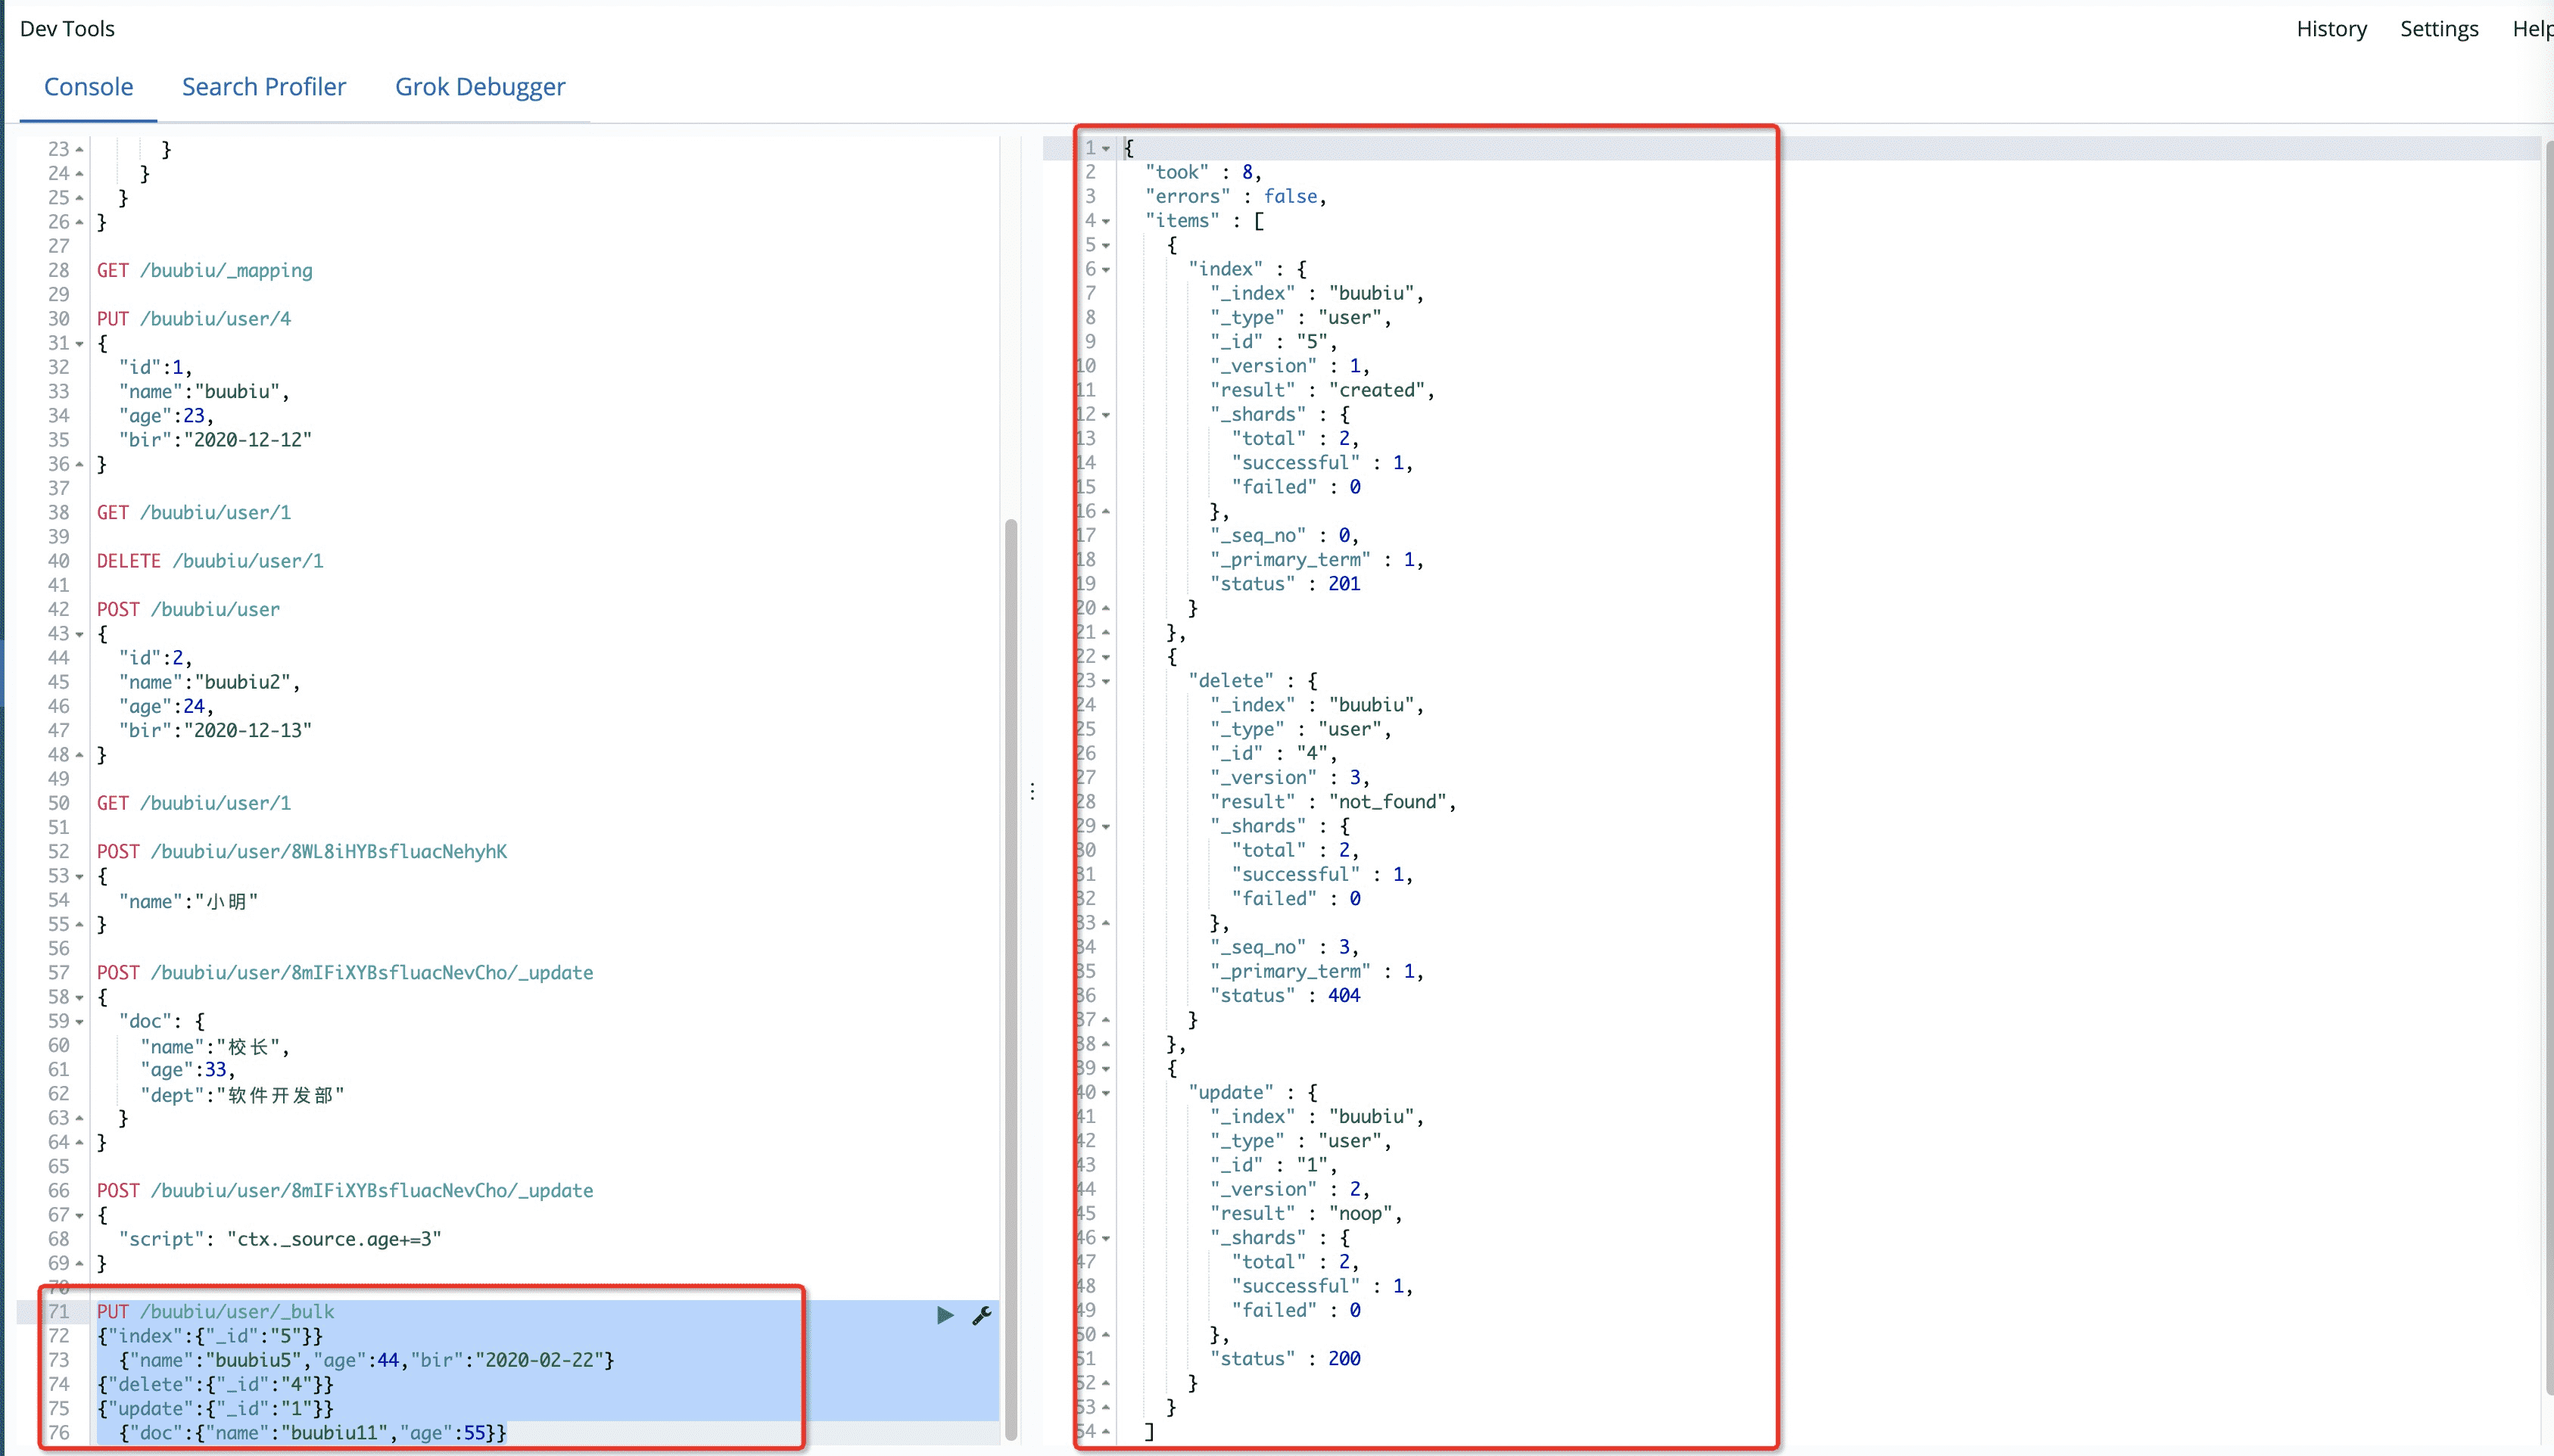 Dev Tools
History Settings Help
Console Search Profiler Grok Debugger
23 }
24 }
25 }
26 }
27
28 GET /buubiu/_mapping
29
30 PUT /buubiu/user/4
31 {
32 "id":1,
33 "name":"buubiu",
34 "age":23,
35 "bir":"2020-12-12"
36 }
37
38 GET /buubiu/user/1
39
40 DELETE /buubiu/user/1
41
42 POST /buubiu/user
43 {
44 "id":2,
45 "name":"buubiu2",
46 "age":24,
47 "bir":"2020-12-13"
48 }
49
50 GET /buubiu/user/1
51
52 POST /buubiu/user/8WL8iHYBsfluacNehyhK
53 {
54 "name":"小明"
55 }
56
57 POST /buubiu/user/8mIFiXYBsfluacNevCho/_update
58 {
59 "doc": {
60 "name":"校长",
61 "age":33,
62 "dept":"软件开发部"
63 }
64 }
65
66 POST /buubiu/user/8mIFiXYBsfluacNevCho/_update
67 {
68 "script": "ctx._source.age+=3"
69 }
70
71 PUT /buubiu/user/_bulk
72 {"index":{"_id":"5"}}
73 {"name":"buubiu5","age":44,"bir":"2020-02-22"}
74 {"delete":{"_id":"4"}}
75 {"update":{"_id":"1"}}
76 {"doc":{"name":"buubiu11","age":55}}
1 {
2 "took" : 8,
3 "errors" : false,
4 "items" : [
5 {
6 "index" : {
7 "_index" : "buubiu",
8 "_type" : "user",
9 "_id" : "5",
10 "_version" : 1,
11 "result" : "created",
12 "_shards" : {
13 "total" : 2,
14 "successful" : 1,
15 "failed" : 0
16 },
17 "_seq_no" : 0,
18 "_primary_term" : 1,
19 "status" : 201
20 }
21 },
22 {
23 "delete" : {
24 "_index" : "buubiu",
25 "_type" : "user",
26 "_id" : "4",
27 "_version" : 3,
28 "result" : "not_found",
29 "_shards" : {
30 "total" : 2,
31 "successful" : 1,
32 "failed" : 0
33 },
34 "_seq_no" : 3,
35 "_primary_term" : 1,
36 "status" : 404
37 }
38 },
39 {
40 "update" : {
41 "_index" : "buubiu",
42 "_type" : "user",
43 "_id" : "1",
44 "_version" : 2,
45 "result" : "noop",
46 "_shards" : {
47 "total" : 2,
48 "successful" : 1,
49 "failed" : 0
50 },
51 "status" : 200
52 }
53 }
54 ]